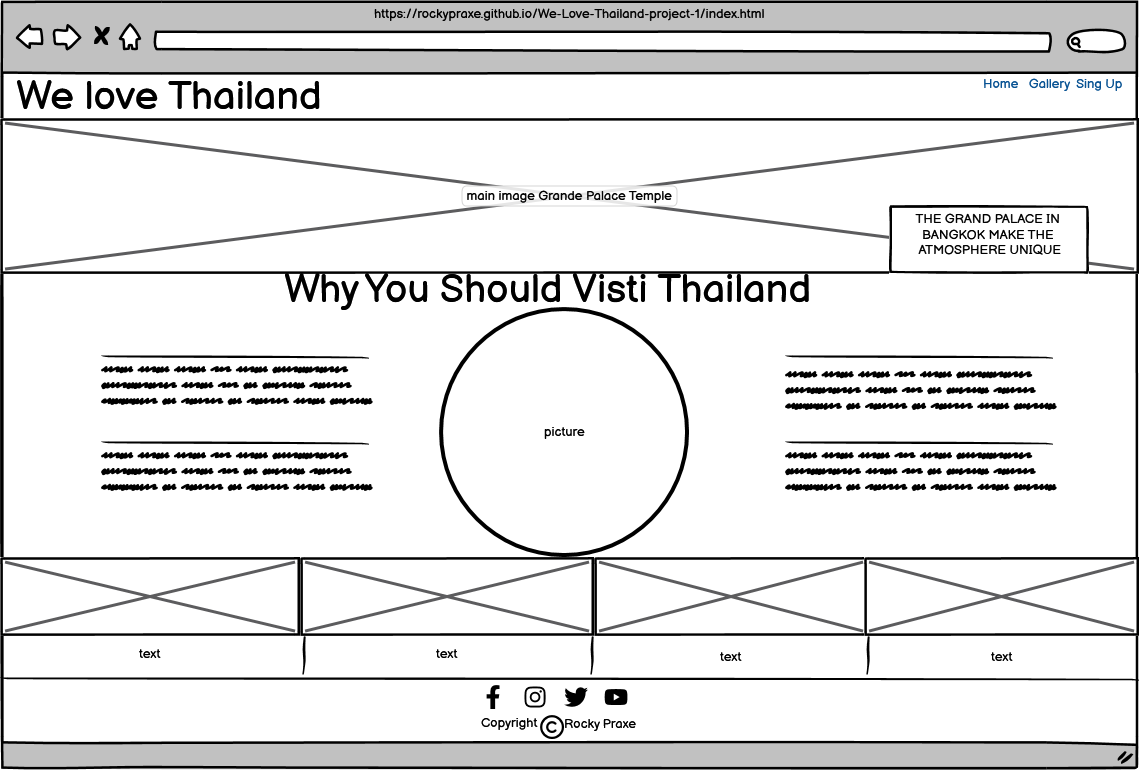 https://rockypraxe.github.io/We-Love-Thailand-project-1/index.html
We love Thailand
Home Gallery Sing Up
main image Grande Palace Temple
THE GRAND PALACE IN
BANGKOK MAKE THE
ATMOSPHERE UNIQUE
Why You Should Visti Thailand
picture
text
text
text
text
Copyright © Rocky Praxe